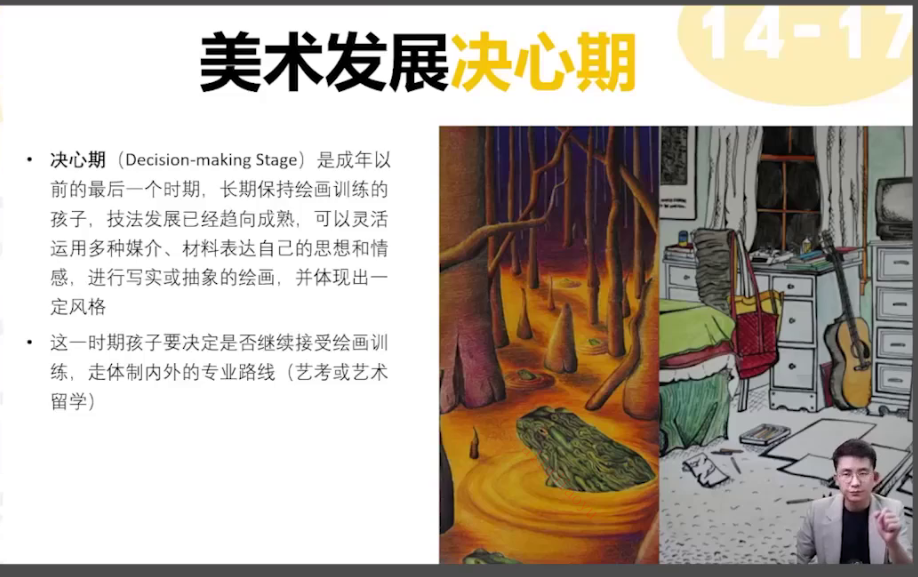 美术发展决心期
14-17
• 决心期（Decision-making Stage）是成年以
前的最后一个时期，长期保持绘画训练的
孩子，技法发展已经趋向成熟，可以灵活
运用多种媒介、材料表达自己的思想和情
感，进行写实或抽象的绘画，并体现出一
定风格
• 这一时期孩子要决定是否继续接受绘画训
练，走体制内外的专业路线（艺考或艺术
留学）